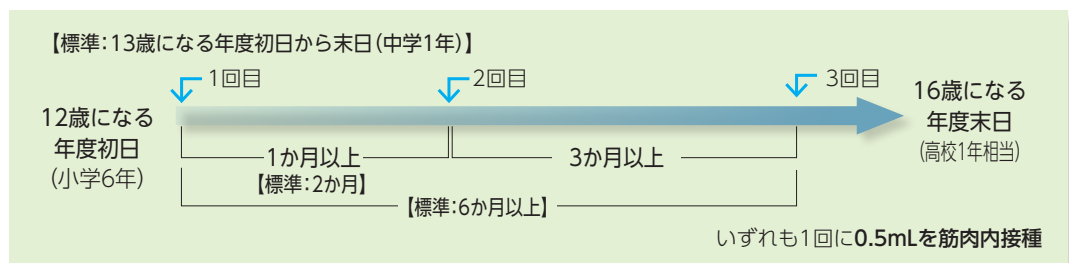 【標準：13歳になる年度初日から末日（中学1年）】
1回目
2回目
3回目
12歳になる
年度初日
（小学6年）
16歳になる
年度末日
（高校1年相当）
1か月以上
【標準：2か月】
3か月以上
【標準：6か月以上】
いずれも1回に0.5mLを筋肉内接種